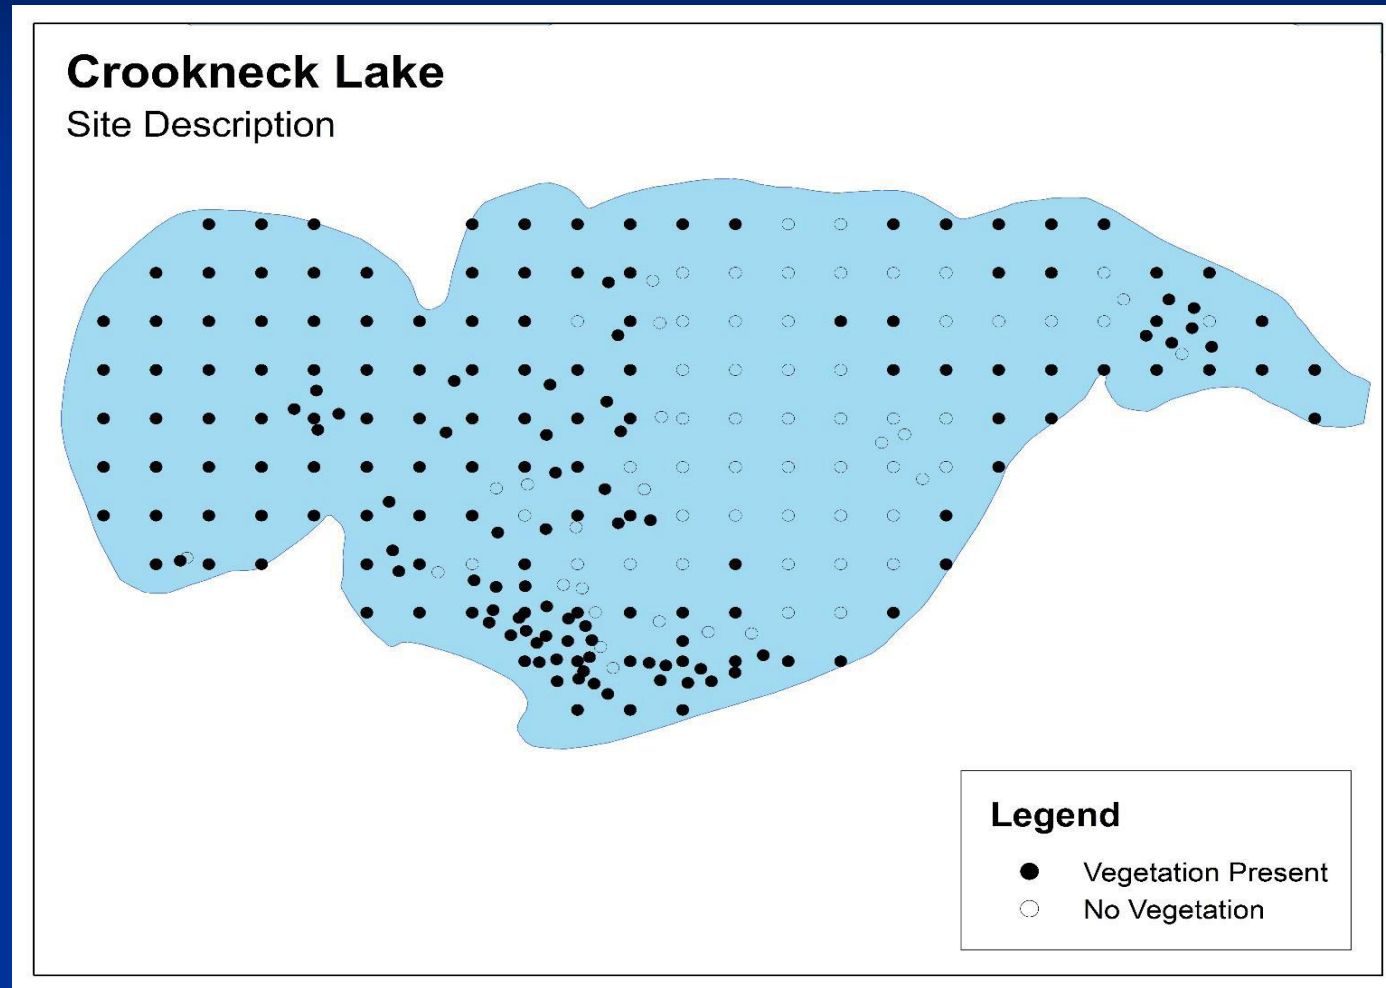 Crookneck Lake
Site Description
Legend
Vegetation Present
No Vegetation